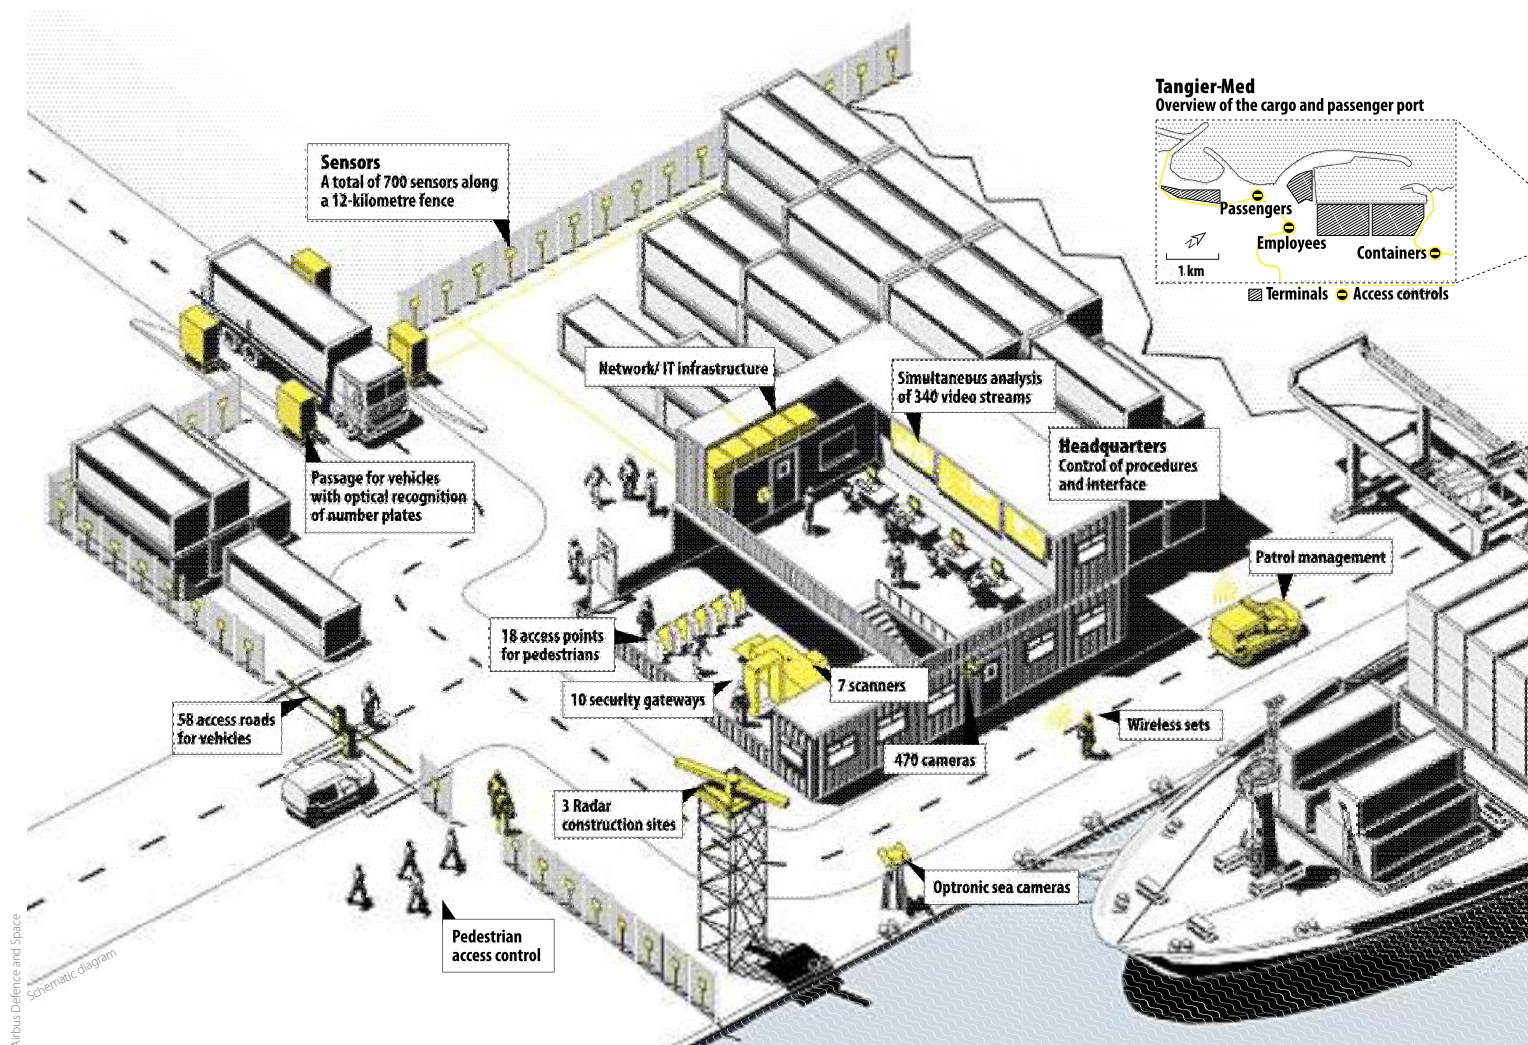 Tangier-Med
Overview of the cargo and passenger port
Passengers
Employees
Containers
1 km
Terminals
Access controls
Sensors
A total of 700 sensors along
a 12-kilometre fence
Network/ IT infrastructure
Simultaneous analysis
of 340 video streams
Headquarters
Control of procedures
and interface
Passage for vehicles
with optical recognition
of number plates
Patrol management
18 access points
for pedestrians
10 security gateways
7 scanners
58 access roads
for vehicles
Wireless sets
470 cameras
3 Radar
construction sites
Optronic sea cameras
Pedestrian
access control
Schematic diagram
Airbus Defence and Space